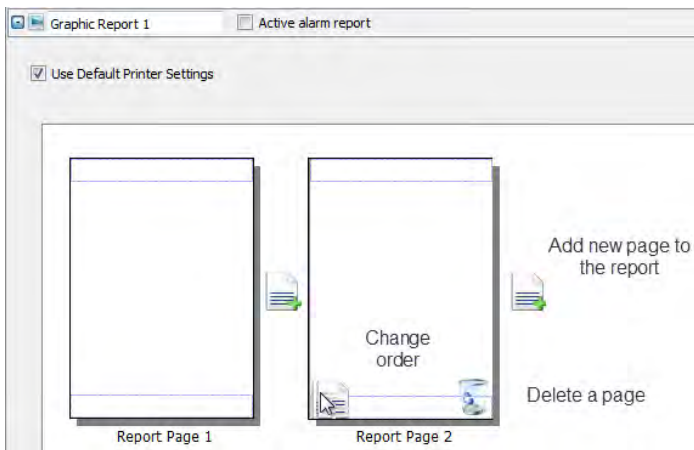 Graphic Report 1
Active alarm report
Use Default Printer Settings
Add new page to
the report
Change
order
Delete a page
Report Page 1
Report Page 2